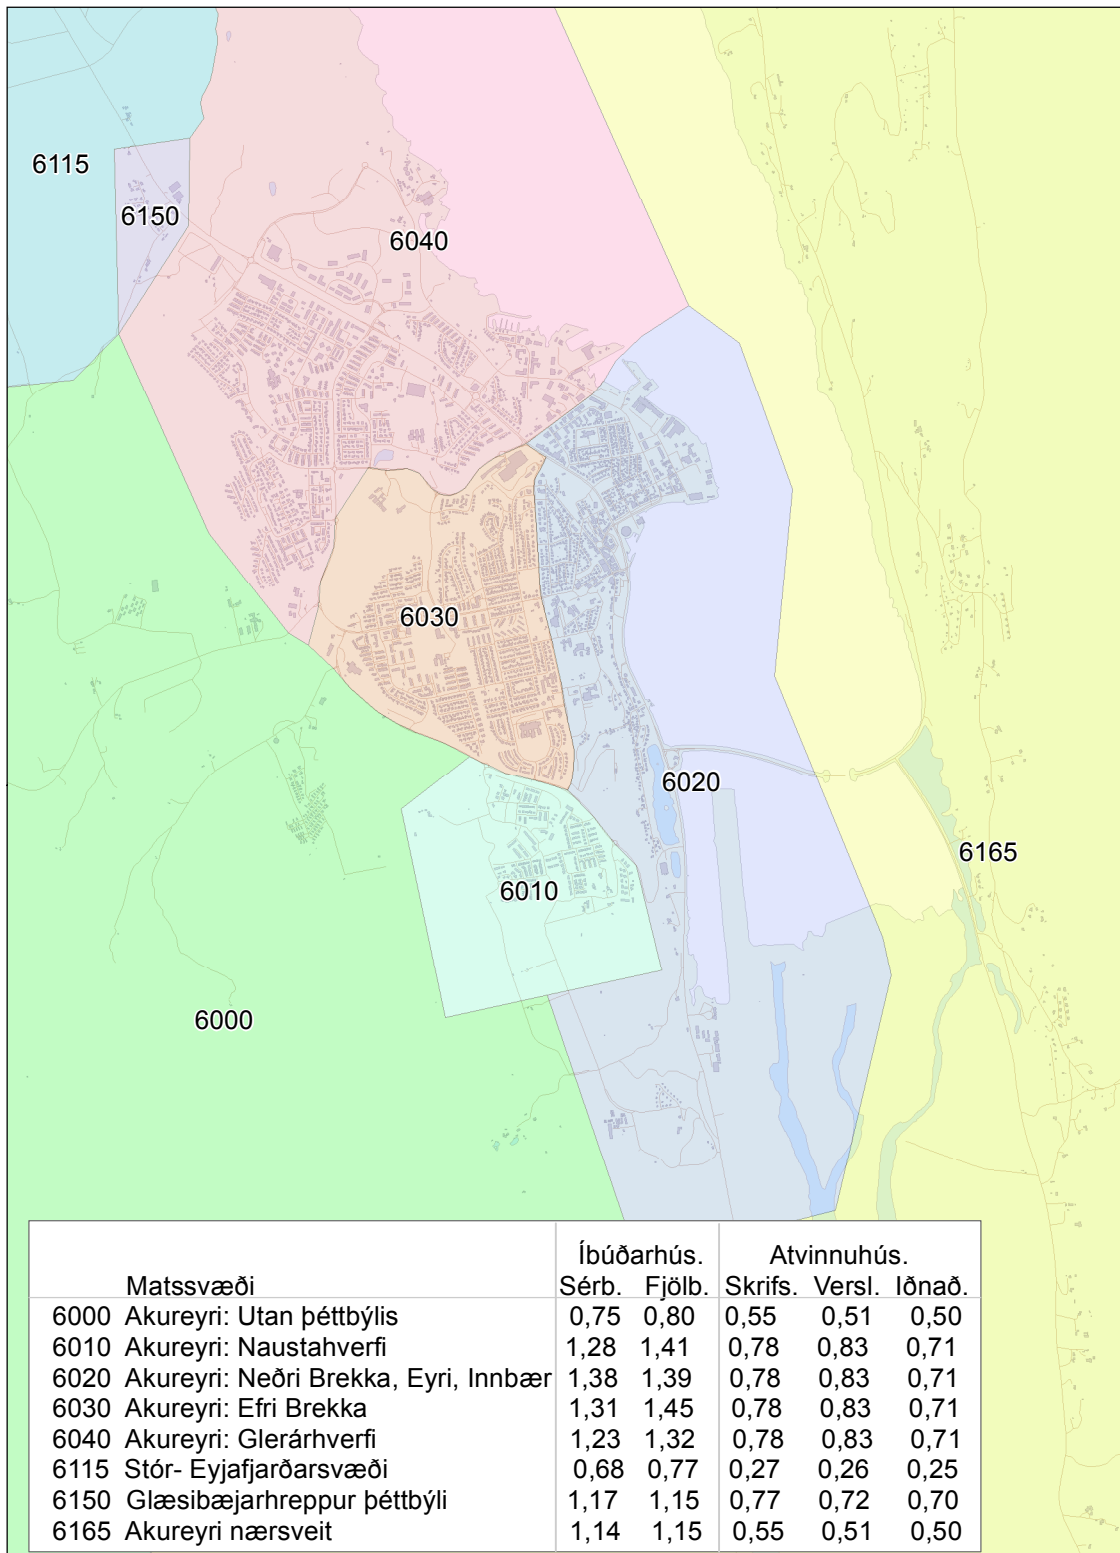 6115
6150
6040
6030
6020
6165
6010
6000
Íbúðarhús. Atvinnuhús.
Matssvæði Sérb. Fjölb. Skrifs. Versl. Iðnað.
6000 Akureyri: Utan þéttbýlis 0,75 0,80 0,55 0,51 0,50
6010 Akureyri: Naustahverfi 1,28 1,41 0,78 0,83 0,71
6020 Akureyri: Neðri Brekka, Eyri, Innbær 1,38 1,39 0,78 0,83 0,71
6030 Akureyri: Efri Brekka 1,31 1,45 0,78 0,83 0,71
6040 Akureyri: Glerárhverfi 1,23 1,32 0,78 0,83 0,71
6115 Stór- Eyjafjarðarsvæði 0,68 0,77 0,27 0,26 0,25
6150 Glæsibæjarhreppur þéttbýli 1,17 1,15 0,77 0,72 0,70
6165 Akureyri nærsveit 1,14 1,15 0,55 0,51 0,50